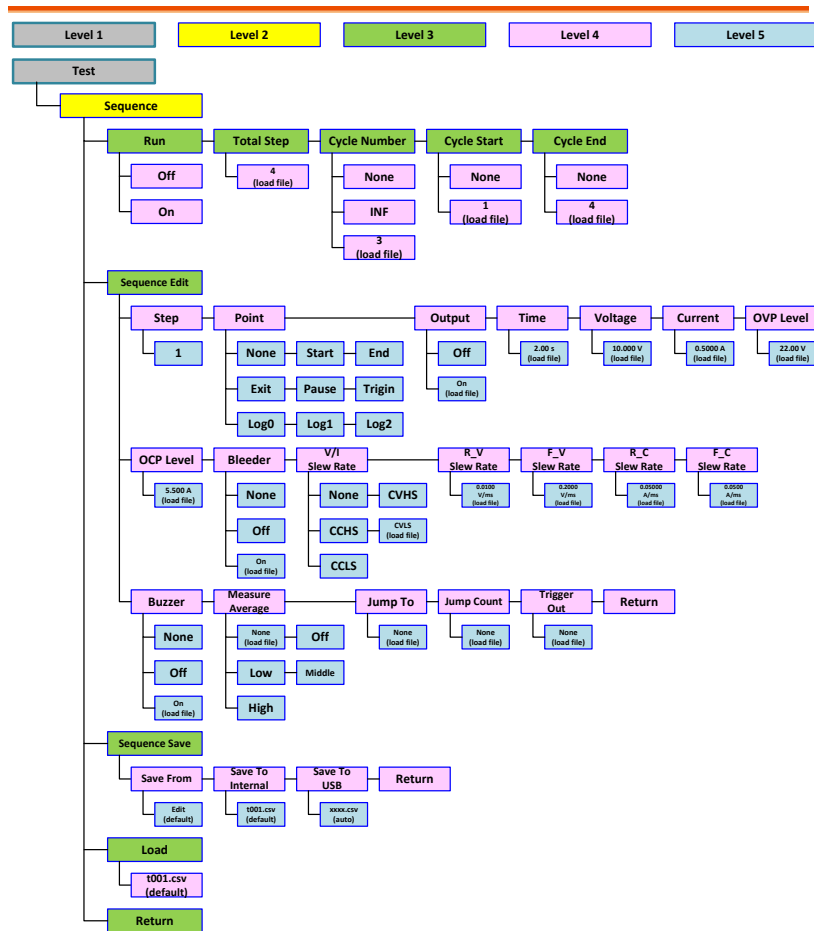 Level 1
Level 2
Level 3
Level 4
Level 5
Test
Sequence
Run
Total Step
Cycle Number
Cycle Start
Cycle End
Off
4
(load file)
None
None
None
On
INF
1
(load file)
4
(load file)
3
(load file)
Sequence Edit
Step
Point
Output
Time
Voltage
Current
OVP Level
1
None
Start
End
Off
2.00 s
(load file)
10.000 V
(load file)
0.5000 A
(load file)
22.00 V
(load file)
Exit
Pause
Trigin
On
(load file)
Log0
Log1
Log2
OCP Level
Bleeder
V/I
Slew Rate
R_V
Slew Rate
F_V
Slew Rate
R_C
Slew Rate
F_C
Slew Rate
5.500 A
(load file)
None
None
CVHS
0.0100
V/ms
(load file)
0.2000
V/ms
(load file)
0.05000
A/ms
(load file)
0.0500
A/ms
(load file)
Off
CCHS
CVLS
(load file)
On
(load file)
CCLS
Buzzer
Measure
Average
Jump To
Jump Count
Trigger
Out
Return
None
None
(load file)
Off
None
(load file)
None
(load file)
None
(load file)
Off
Low
Middle
On
(load file)
High
Sequence Save
Save From
Save To
Internal
Save To
USB
Return
Edit
(default)
t001.csv
(default)
xxxx.csv
(auto)
Load
t001.csv
(default)
Return